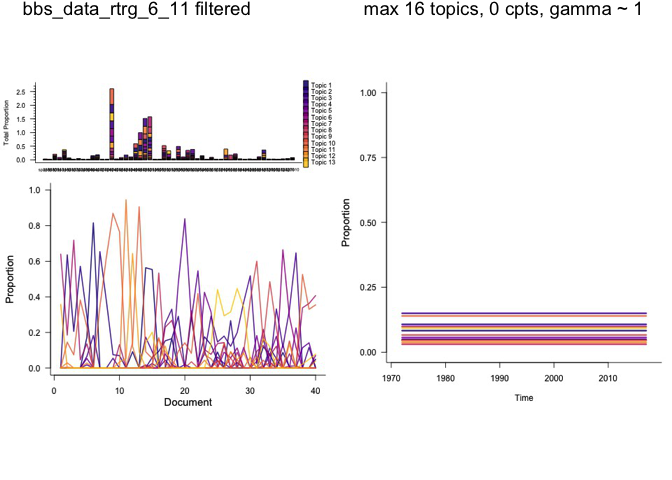 bbs_data_rtrg_6_11 filtered
max 16 topics, 0 cpts, gamma ~ 1
Total Proportion
2.5
2.0
1.5
1.0
0.5
0.0
Topic 1
Topic 2
Topic 3
Topic 4
Topic 5
Topic 6
Topic 7
Topic 8
Topic 9
Topic 10
Topic 11
Topic 12
Topic 13
Proportion
1.0
0.8
0.6
0.4
0.2
0.0
0 10 20 30 40
Document
Proportion
1.00
0.75
0.50
0.25
0.00
1970 1980 1990 2000 2010
Time